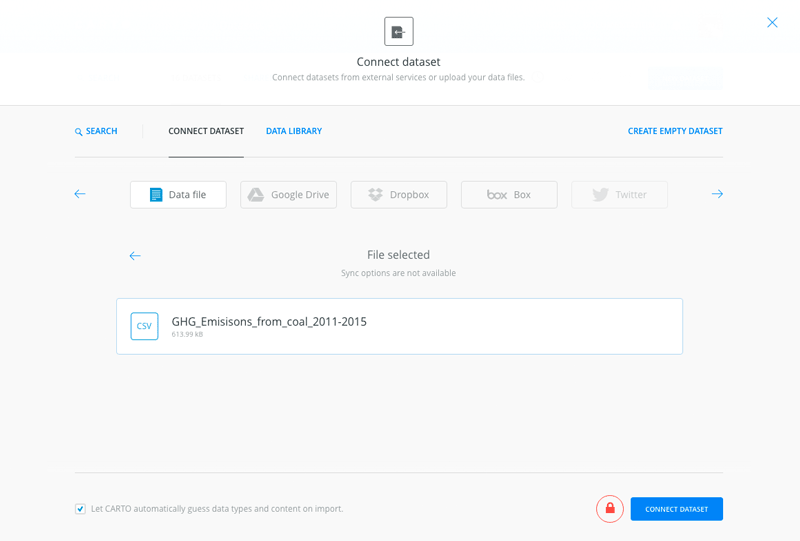 Connect dataset
Connect datasets from external services or upload your data files.
SEARCH
CONNECT DATASET
DATA LIBRARY
CREATE EMPTY DATASET
Data file
Google Drive
Dropbox
box Box
Twitter
File selected
Sync options are not available
CSV
GHG_Emisisons_from_coal_2011-2015
613.99 kB
Let CARTO automatically guess data types and content on import.
CONNECT DATASET